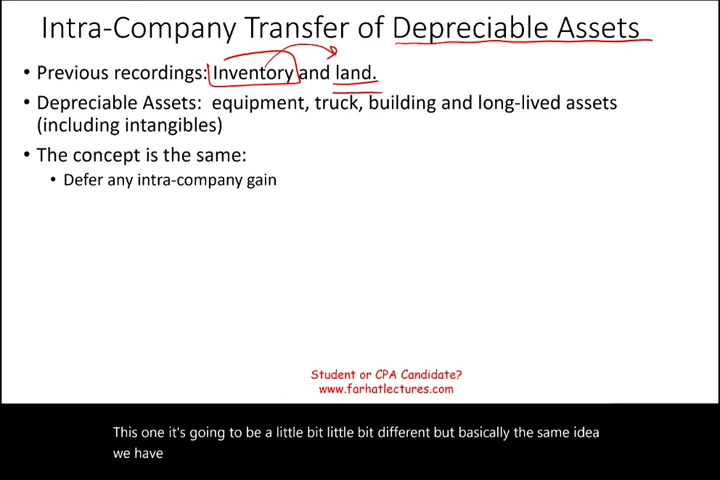 Intra-Company Transfer of Depreciable Assets
• Previous recordings: Inventory and land.
• Depreciable Assets: equipment, truck, building and long-lived assets
(including intangibles)
• The concept is the same:
• Defer any intra-company gain
Student or CPA Candidate?
www.farhatlectures.com
This one it's going to be a little bit little bit different but basically the same idea
we have